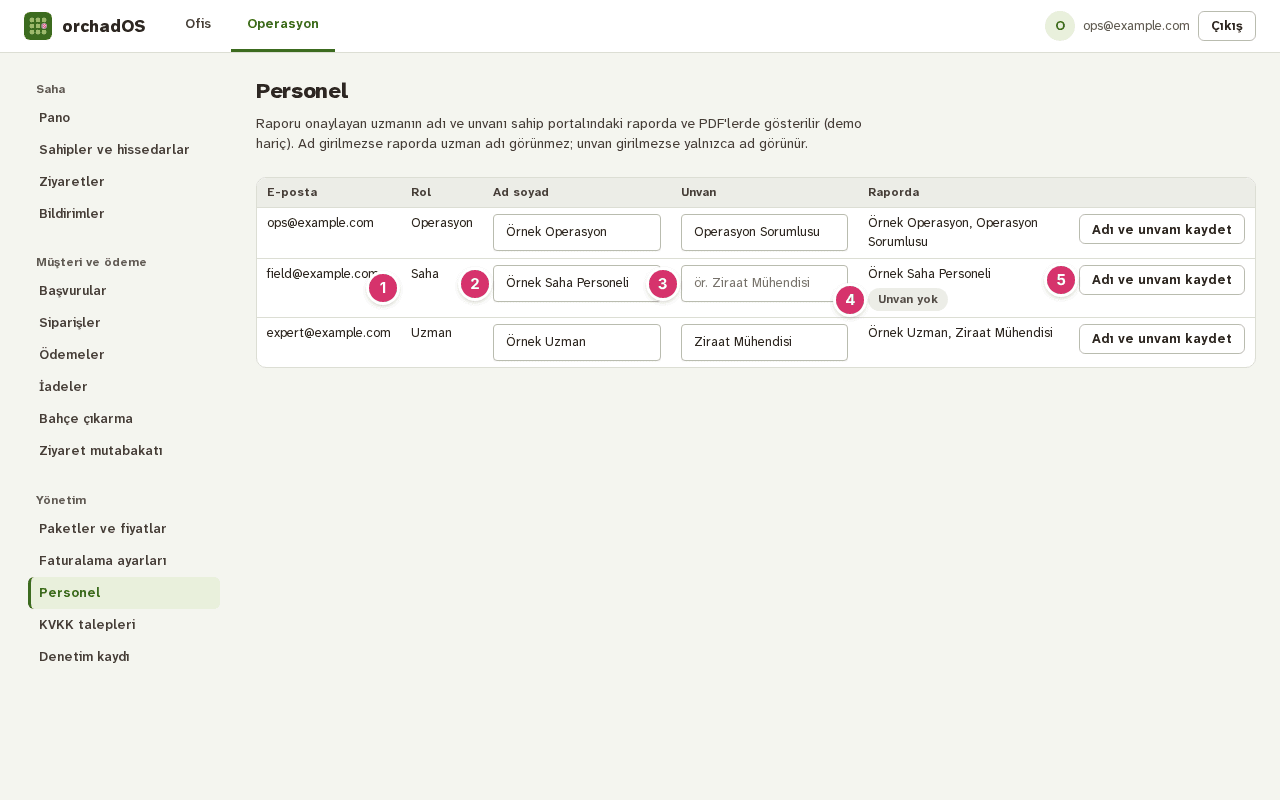 orchadOS
Ofis
Operasyon
O
ops@example.com
Çıkış
Saha
Pano
Sahipler ve hissedarlar
Ziyaretler
Bildirimler
Müşteri ve ödeme
Başvurular
Siparişler
Ödemeler
İadeler
Bahçe çıkarma
Ziyaret mutabakatı
Yönetim
Paketler ve fiyatlar
Faturalama ayarları
Personel
KVKK talepleri
Denetim kaydı
Personel
Raporu onaylayan uzmanın adı ve unvanı sahip portalındaki raporda ve PDF'lerde gösterilir (demo
hariç). Ad girilmezse raporda uzman adı görünmez; unvan girilmezse yalnızca ad görünür.
E-posta Rol Ad soyad Unvan Raporda
ops@example.com Operasyon Örnek Operasyon Operasyon Sorumlusu Örnek Operasyon, Operasyon Sorumlusu Adı ve unvanı kaydet
field@example.com 1 Saha 2 Örnek Saha Personeli 3 ör. Ziraat Mühendisi 4 Örnek Saha Personeli 5 Adı ve unvanı kaydet
Unvan yok
expert@example.com Uzman Örnek Uzman Ziraat Mühendisi Örnek Uzman, Ziraat Mühendisi Adı ve unvanı kaydet